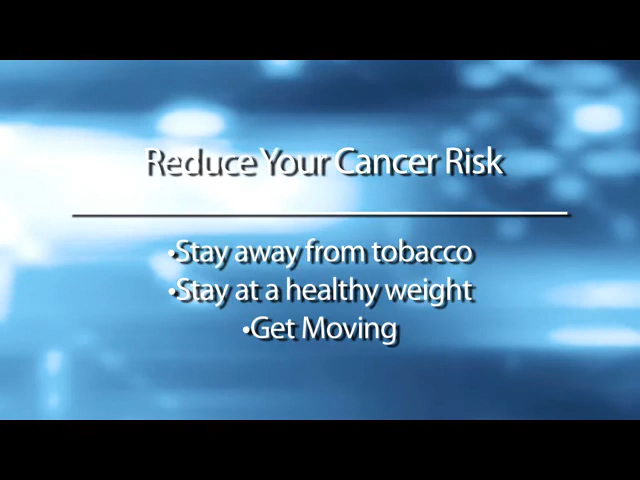 Reduce Your Cancer Risk
•Stay away from tobacco
•Stay at a healthy weight
•Get Moving